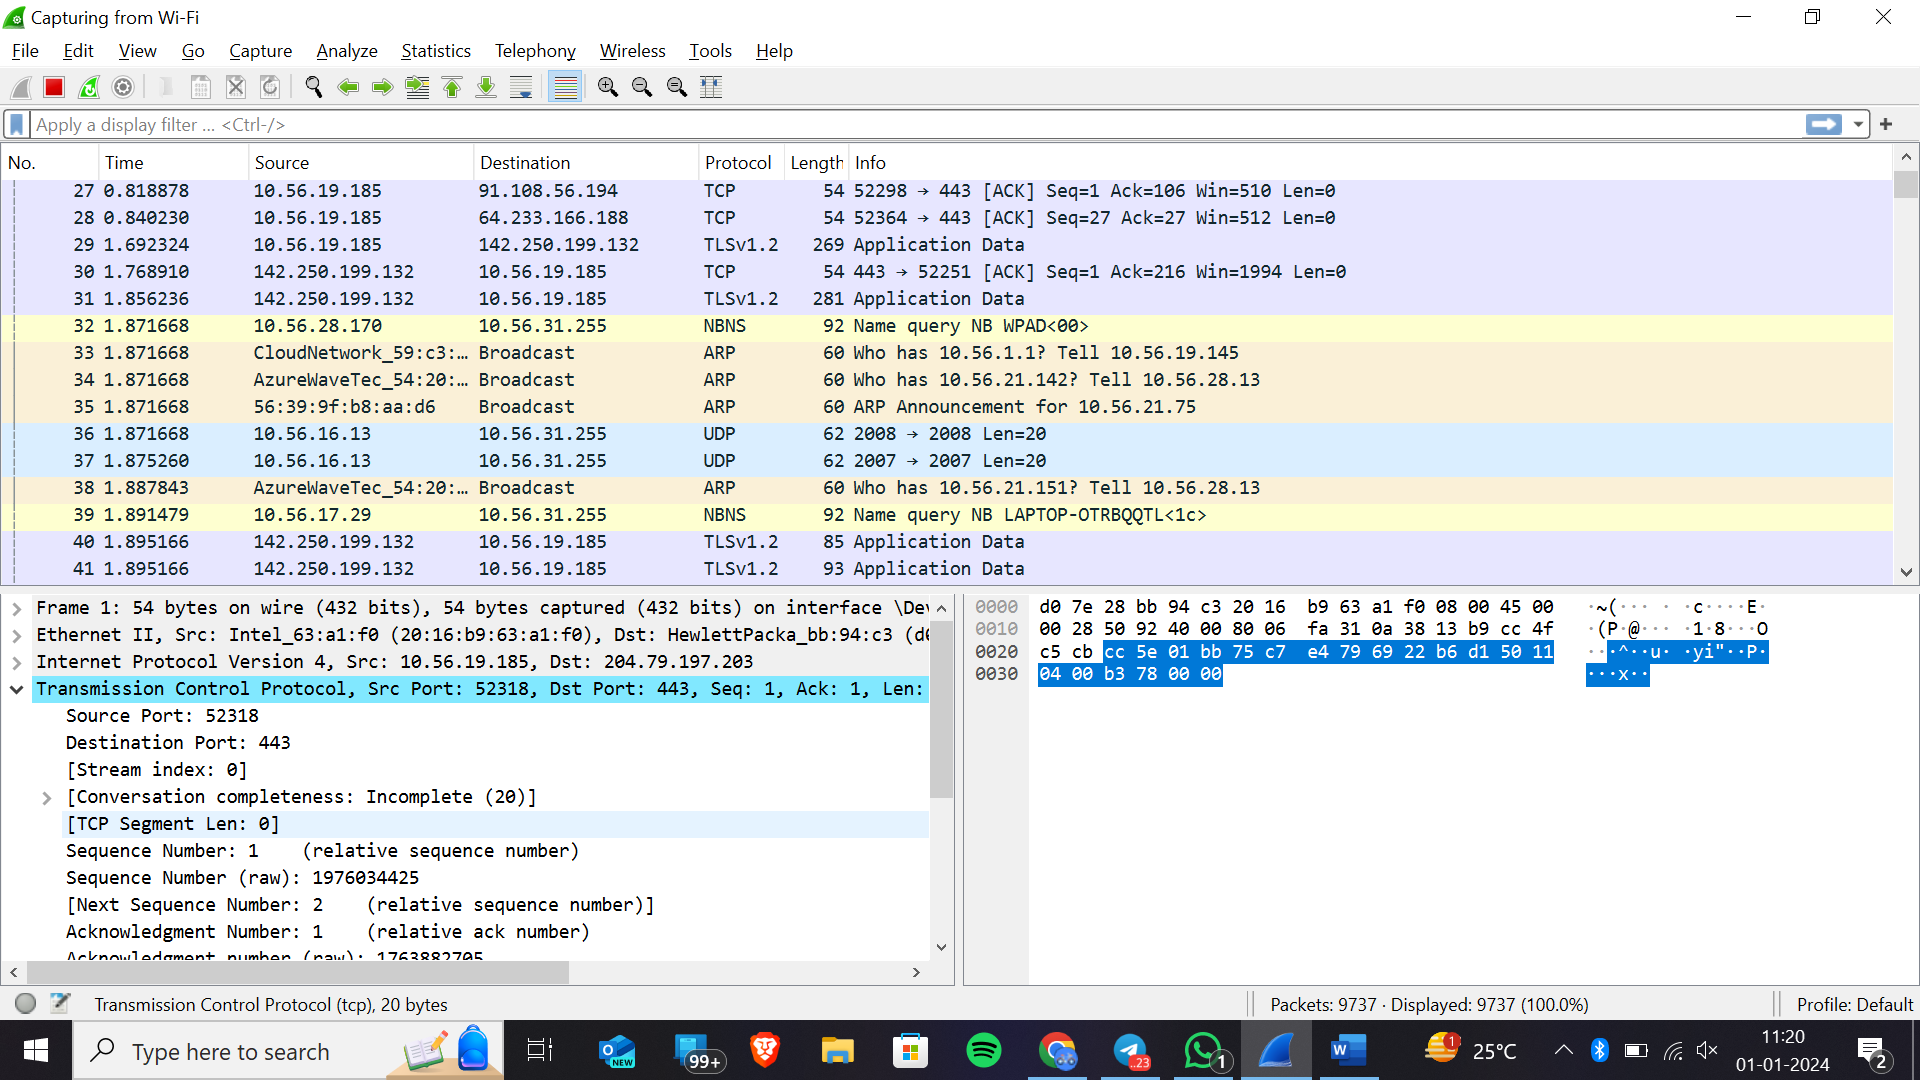 Capturing from Wi-Fi
File Edit View Go Capture Analyze Statistics Telephony Wireless Tools Help
Apply a display filter ... <Ctrl-/>
No. Time Source Destination Protocol Length Info
27 0.818878 10.56.19.185 91.108.56.194 TCP 54 52298 → 443 [ACK] Seq=1 Ack=106 Win=510 Len=0
28 0.840230 10.56.19.185 64.233.166.188 TCP 54 52364 → 443 [ACK] Seq=27 Ack=27 Win=512 Len=0
29 1.692324 10.56.19.185 142.250.199.132 TLSv1.2 269 Application Data
30 1.768910 142.250.199.132 10.56.19.185 TCP 54 443 → 52251 [ACK] Seq=1 Ack=216 Win=1994 Len=0
31 1.856236 142.250.199.132 10.56.19.185 TLSv1.2 281 Application Data
32 1.871668 10.56.28.170 10.56.31.255 NBNS 92 Name query NB WPAD<00>
33 1.871668 CloudNetwork_59:c3:… Broadcast ARP 60 Who has 10.56.1.1? Tell 10.56.19.145
34 1.871668 AzureWaveTec_54:20:… Broadcast ARP 60 Who has 10.56.21.142? Tell 10.56.28.13
35 1.871668 56:39:9f:b8:aa:d6 Broadcast ARP 60 ARP Announcement for 10.56.21.75
36 1.871668 10.56.16.13 10.56.31.255 UDP 62 2008 → 2008 Len=20
37 1.875260 10.56.16.13 10.56.31.255 UDP 62 2007 → 2007 Len=20
38 1.887843 AzureWaveTec_54:20:… Broadcast ARP 60 Who has 10.56.21.151? Tell 10.56.28.13
39 1.891479 10.56.17.29 10.56.31.255 NBNS 92 Name query NB LAPTOP-OTRBQQTL<1c>
40 1.895166 142.250.199.132 10.56.19.185 TLSv1.2 85 Application Data
41 1.895166 142.250.199.132 10.56.19.185 TLSv1.2 93 Application Data
Frame 1: 54 bytes on wire (432 bits), 54 bytes captured (432 bits) on interface \Dev
Ethernet II, Src: Intel_63:a1:f0 (20:16:b9:63:a1:f0), Dst: HewlettPacka_bb:94:c3 (d0
Internet Protocol Version 4, Src: 10.56.19.185, Dst: 204.79.197.203
Transmission Control Protocol, Src Port: 52318, Dst Port: 443, Seq: 1, Ack: 1, Len:
Source Port: 52318
Destination Port: 443
[Stream index: 0]
[Conversation completeness: Incomplete (20)]
[TCP Segment Len: 0]
Sequence Number: 1 (relative sequence number)
Sequence Number (raw): 1976034425
[Next Sequence Number: 2 (relative sequence number)]
Acknowledgment Number: 1 (relative ack number)
Acknowledgment number (raw): 1763882705
0000 d0 7e 28 bb 94 c3 20 16 b9 63 a1 f0 08 00 45 00 ·~(··· · ·c····E·
0010 00 28 50 92 40 00 80 06 fa 31 0a 38 13 b9 cc 4f ·(P·@··· ·1·8···O
0020 c5 cb cc 5e 01 bb 75 c7 e4 79 69 22 b6 d1 50 11 ···^··u· ·yi"··P·
0030 04 00 b3 78 00 00 ···x··
Transmission Control Protocol (tcp), 20 bytes
Packets: 9737 · Displayed: 9737 (100.0%)
Profile: Default
Type here to search
NEW
99+
..23
1
W
1
25°C
11:20
01-01-2024
2